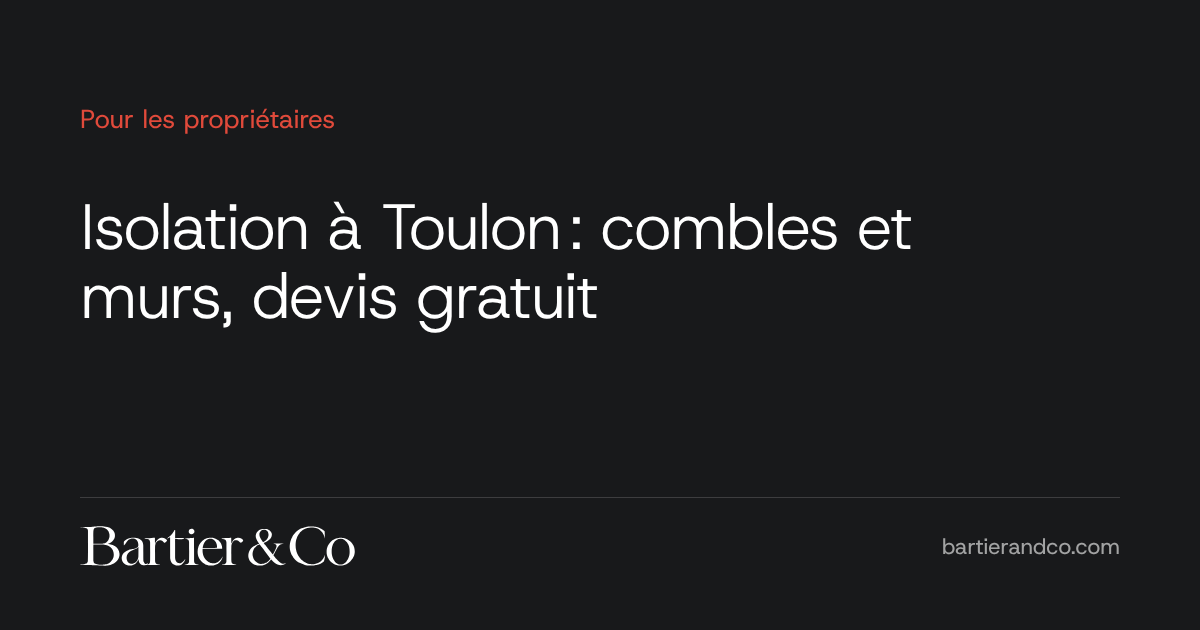 Pour les propriétaires
Isolation à Toulon : combles et
murs, devis gratuit
Bartier & Co
bartierandco.com